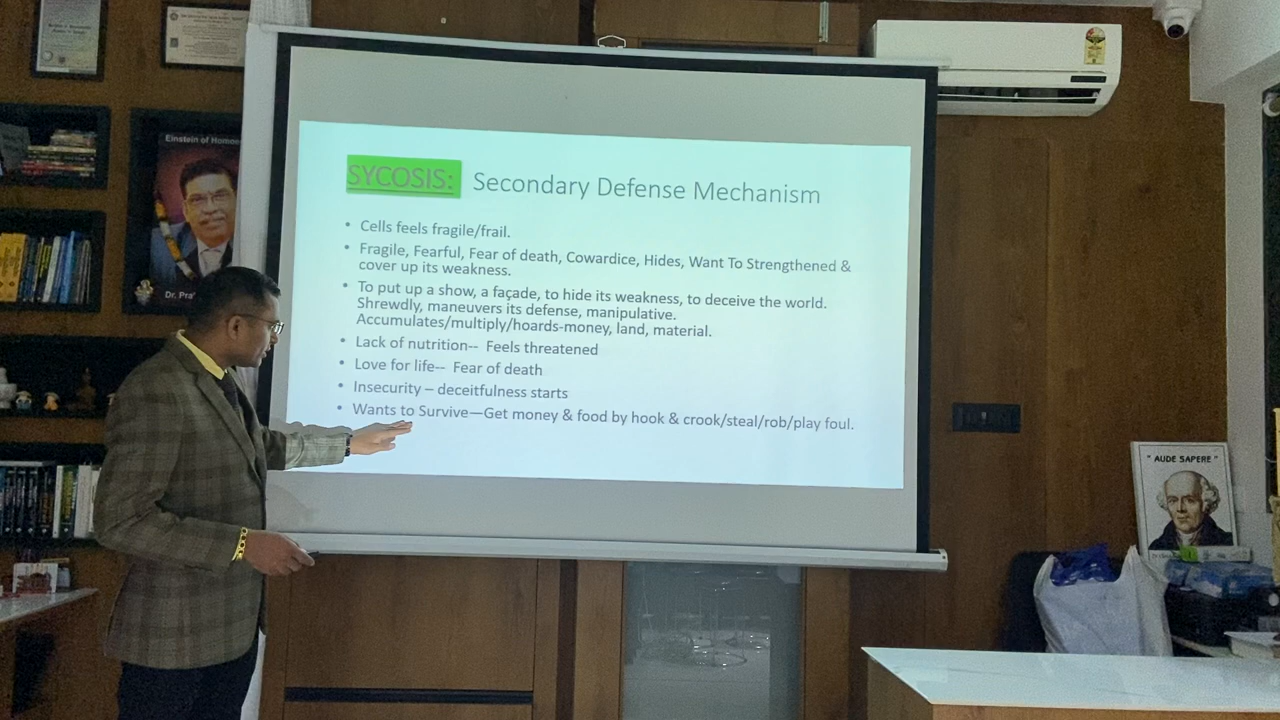 Einstein of Homoe
Dr. Pra
SYCOSIS: Secondary Defense Mechanism
• Cells feels fragile/frail.
• Fragile, Fearful, Fear of death, Cowardice, Hides, Want To Strengthened &
cover up its weakness.
• To put up a show, a façade, to hide its weakness, to deceive the world.
Shrewdly, maneuvers its defense, manipulative.
Accumulates/multiply/hoards-money, land, material.
• Lack of nutrition-- Feels threatened
• Love for life-- Fear of death
• Insecurity – deceitfulness starts
• Wants to Survive—Get money & food by hook & crook/steal/rob/play foul.
" AUDE SAPERE "